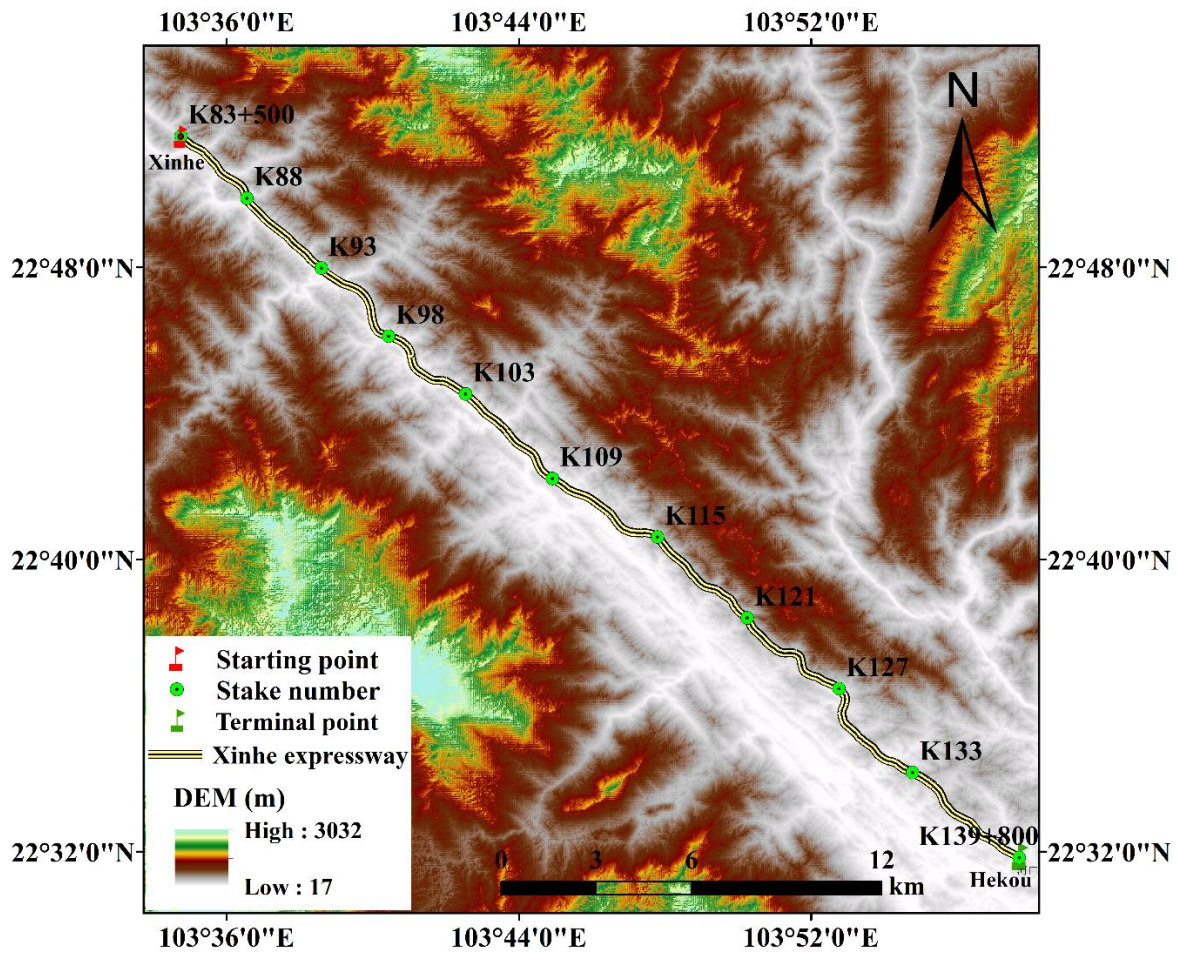 103°36'0"E 103°44'0"E 103°52'0"E
N
K83+500
Xinhe
K88
K93
22°48'0"N 22°48'0"N
K98
K103
K109
K115
22°40'0"N 22°40'0"N
K121
Starting point
K127
Stake number
Terminal point
Xinhe expressway
K133
DEM (m)
High : 3032
K139+800
22°32'0"N 22°32'0"N
0 3 6 12
km
Hekou
Low : 17
103°36'0"E 103°44'0"E 103°52'0"E